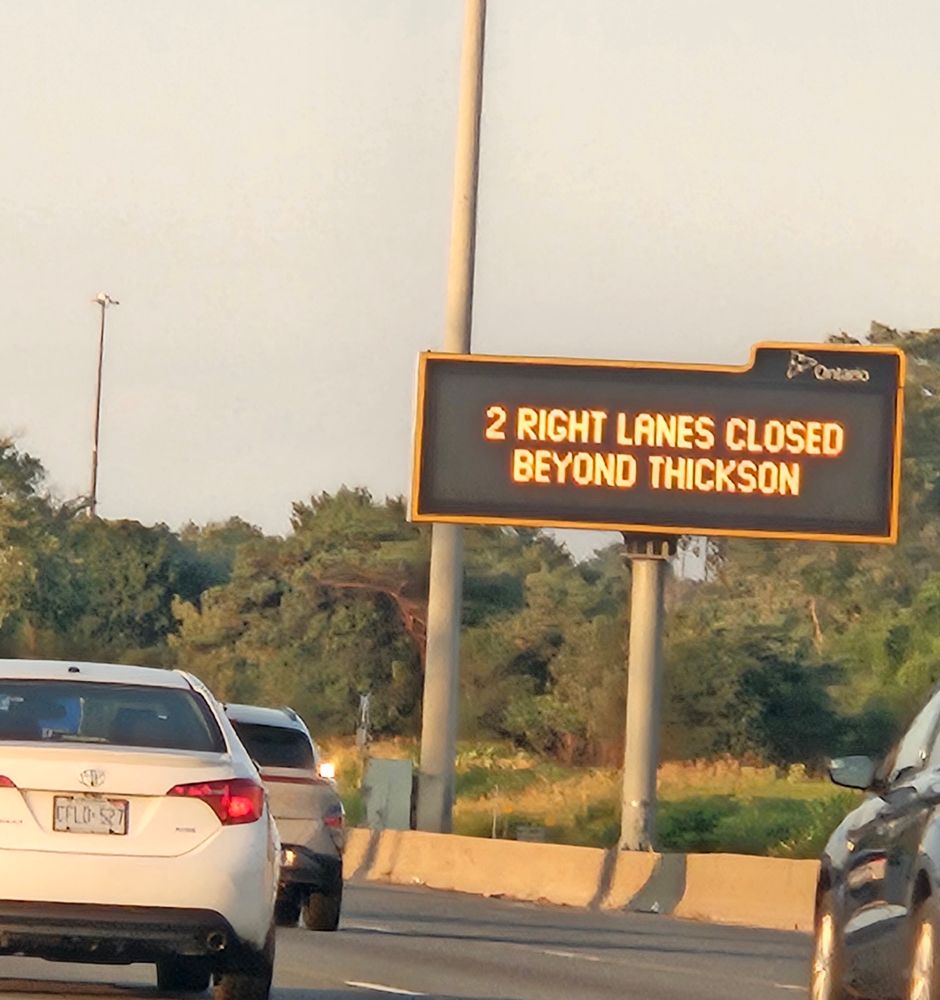 Ontario
2 RIGHT LANES CLOSED
BEYOND THICKSON